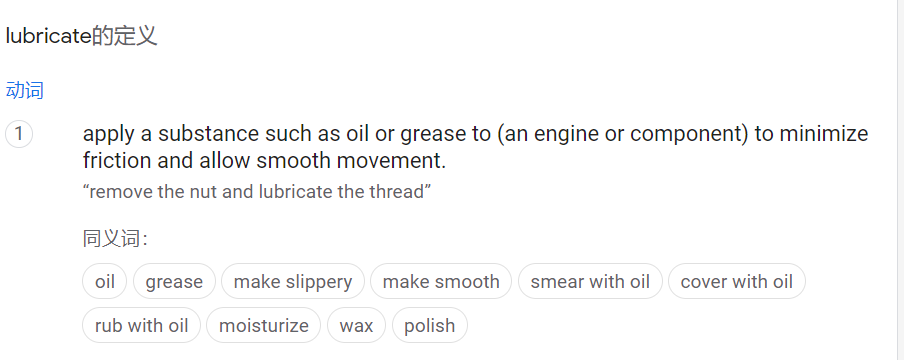 lubricate的定义
动词
1
apply a substance such as oil or grease to (an engine or component) to minimize
friction and allow smooth movement.
“remove the nut and lubricate the thread”
同义词：
oil grease make slippery make smooth smear with oil cover with oil
rub with oil moisturize wax polish